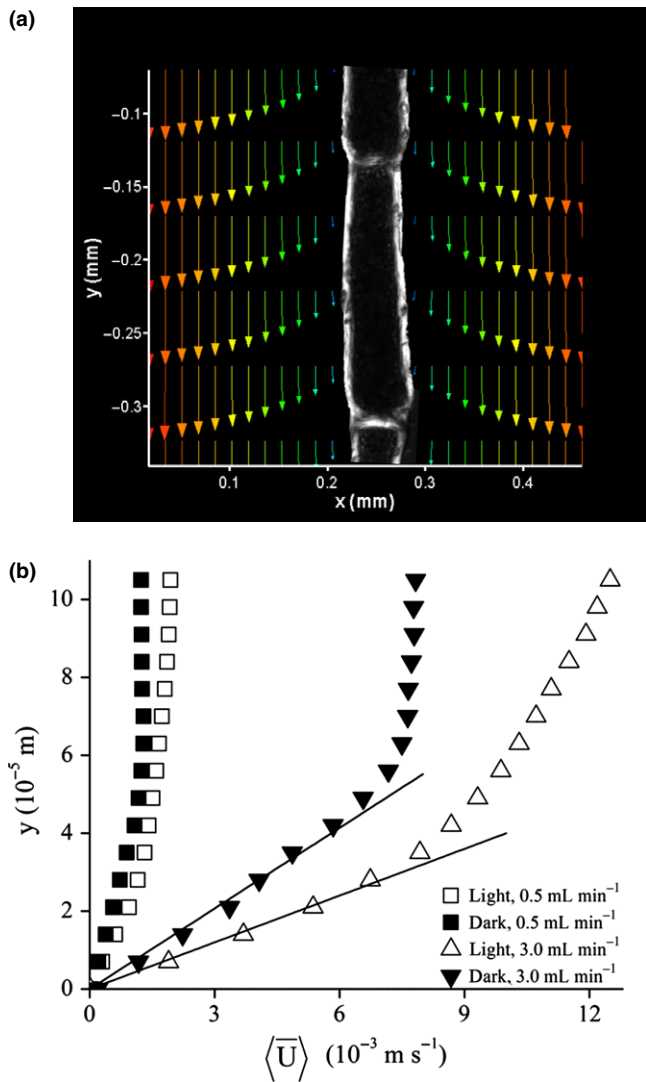 (a)
−0.1
−0.15
−0.2
−0.25
−0.3
y (mm)
0.1 0.2 0.3 0.4
x (mm)
(b)
10
8
6
4
2
0
y (10⁻⁵ m)
Light, 0.5 mL min⁻¹
Dark, 0.5 mL min⁻¹
Light, 3.0 mL min⁻¹
Dark, 3.0 mL min⁻¹
0 3 6 9 12
⟨U̅⟩ (10⁻³ m s⁻¹)